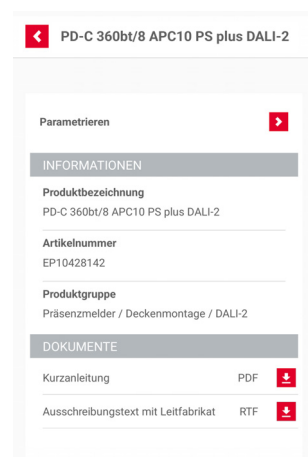 PD-C 360bt/8 APC10 PS plus DALI-2
Parametrieren
INFORMATIONEN
Produktbezeichnung
PD-C 360bt/8 APC10 PS plus DALI-2
Artikelnummer
EP10428142
Produktgruppe
Präsenzmelder / Deckenmontage / DALI-2
DOKUMENTE
Kurzanleitung PDF
Ausschreibungstext mit Leitfabrikat RTF